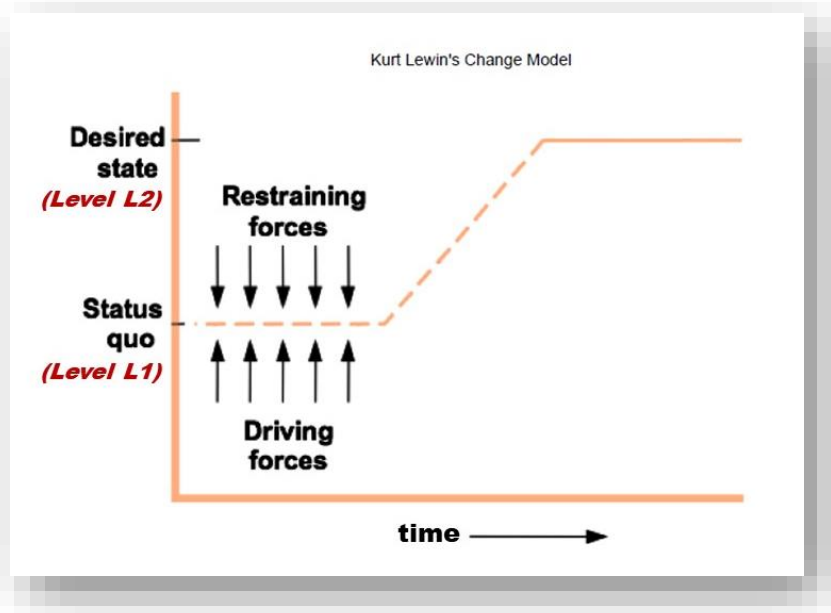 Kurt Lewin's Change Model
Desired
state
(Level L2)
Restraining
forces
Status
quo
(Level L1)
Driving
forces
time